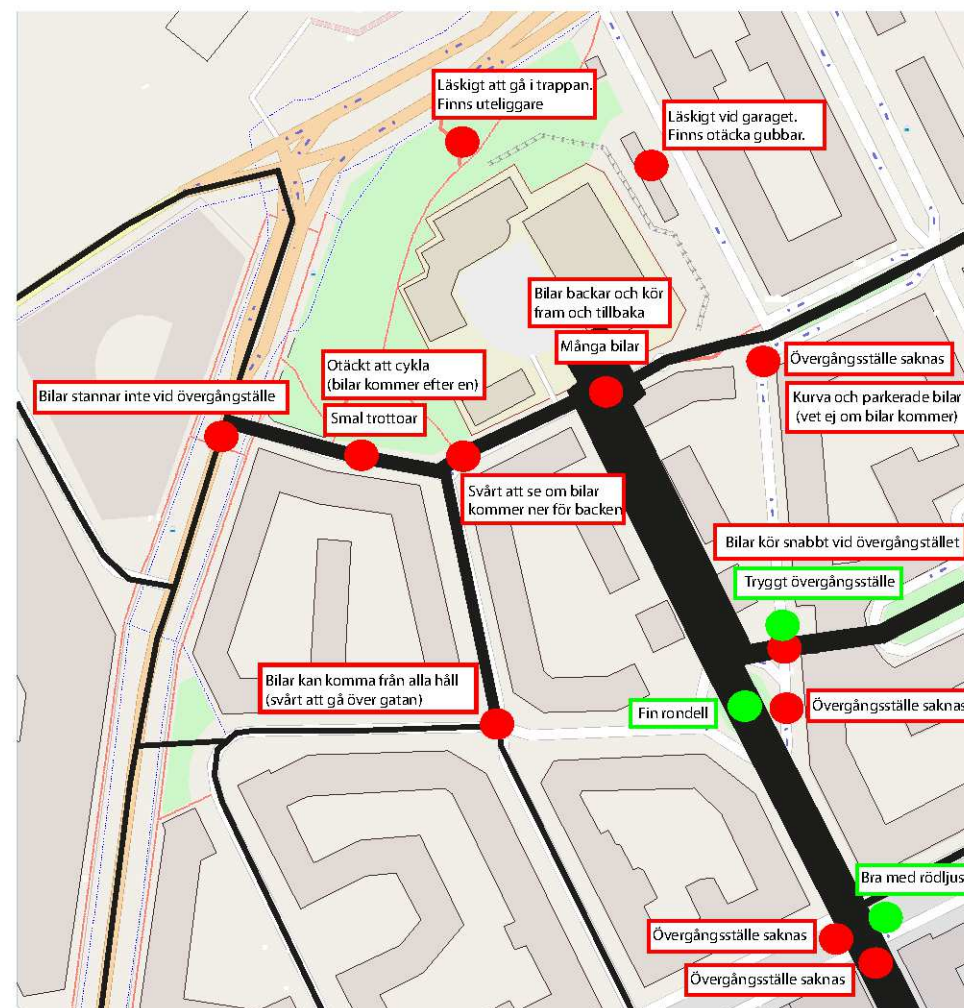 Läskigt att gå i trappan.
Finns uteliggare
Läskigt vid garaget.
Finns otäcka gubbar.
Bilar backar och kör
fram och tillbaka
Många bilar
Övergångsställe saknas
Otäckt att cykla
(bilar kommer efter en)
Bilar stannar inte vid övergångtälle
Kurva och parkerade bilar
(vet ej om bilar kommer)
Smal trottoar
Svårt att se om bilar
kommer ner för backen
Bilar kör snabbt vid övergångstället
Tryggt övergångsställe
Bilar kan komma från alla håll
(svårt att gå över gatan)
Fin rondell
Övergångsställe saknas
Bra med rödljus
Övergångsställe saknas
Övergångsställe saknas